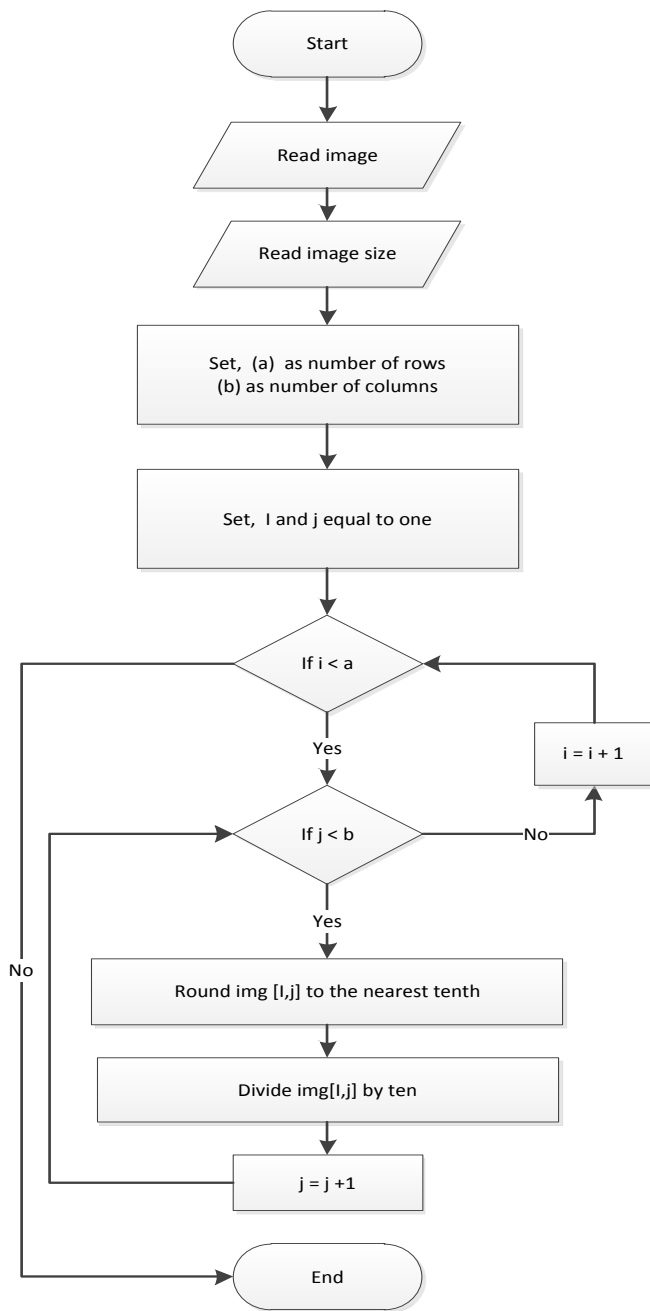 Start
Read image
Read image size
Set,  (a)  as number of rows
(b) as number of columns
Set,  I and j equal to one
If i < a
Yes
i = i + 1
If j < b
No
Yes
No
Round img [I,j] to the nearest tenth
Divide img[I,j] by ten
j = j +1
End